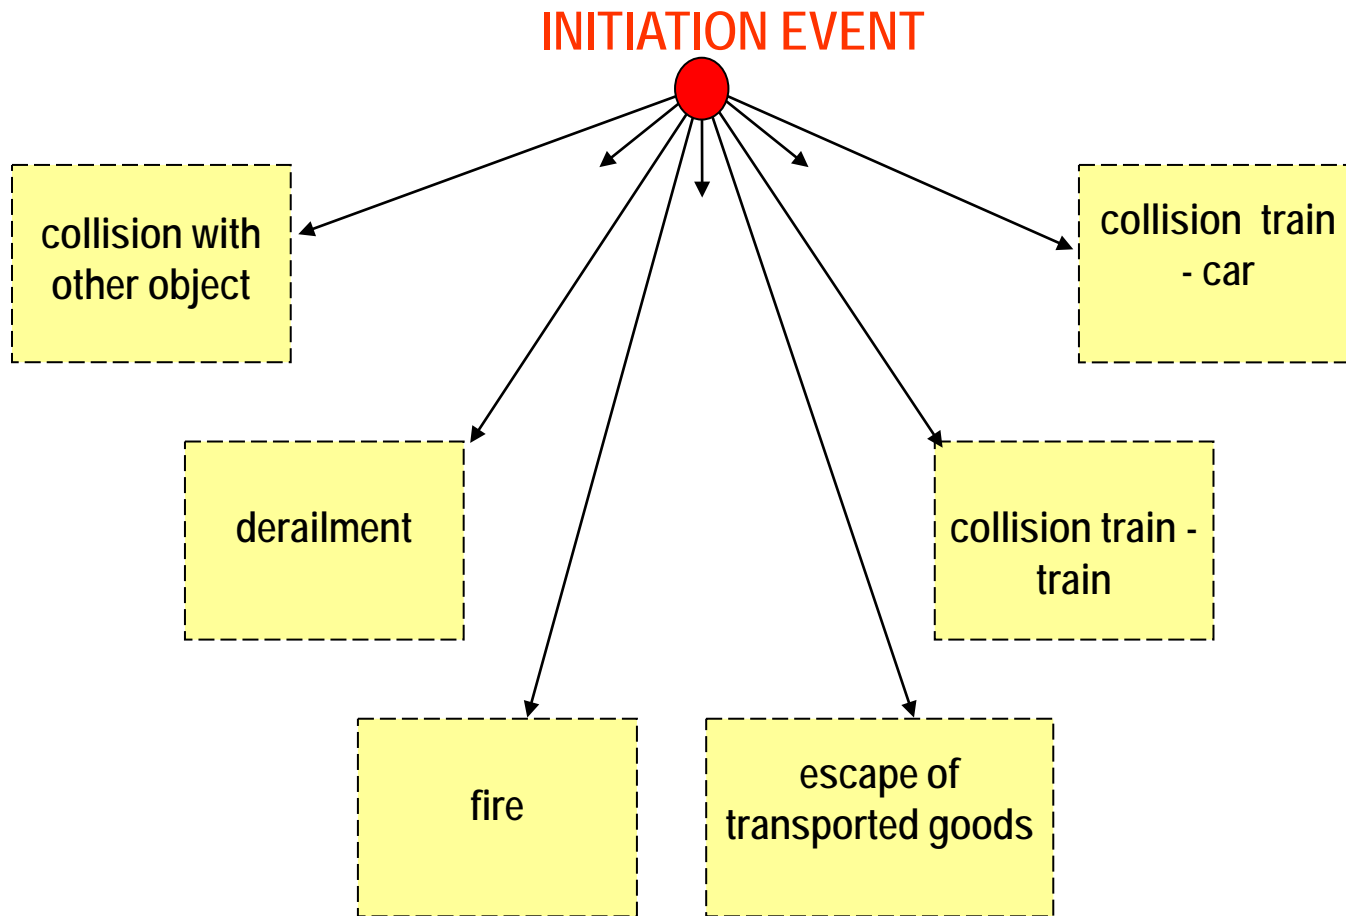 INITIATION EVENT
collision with
other object
collision train
- car
derailment
collision train -
train
fire
escape of
transported goods